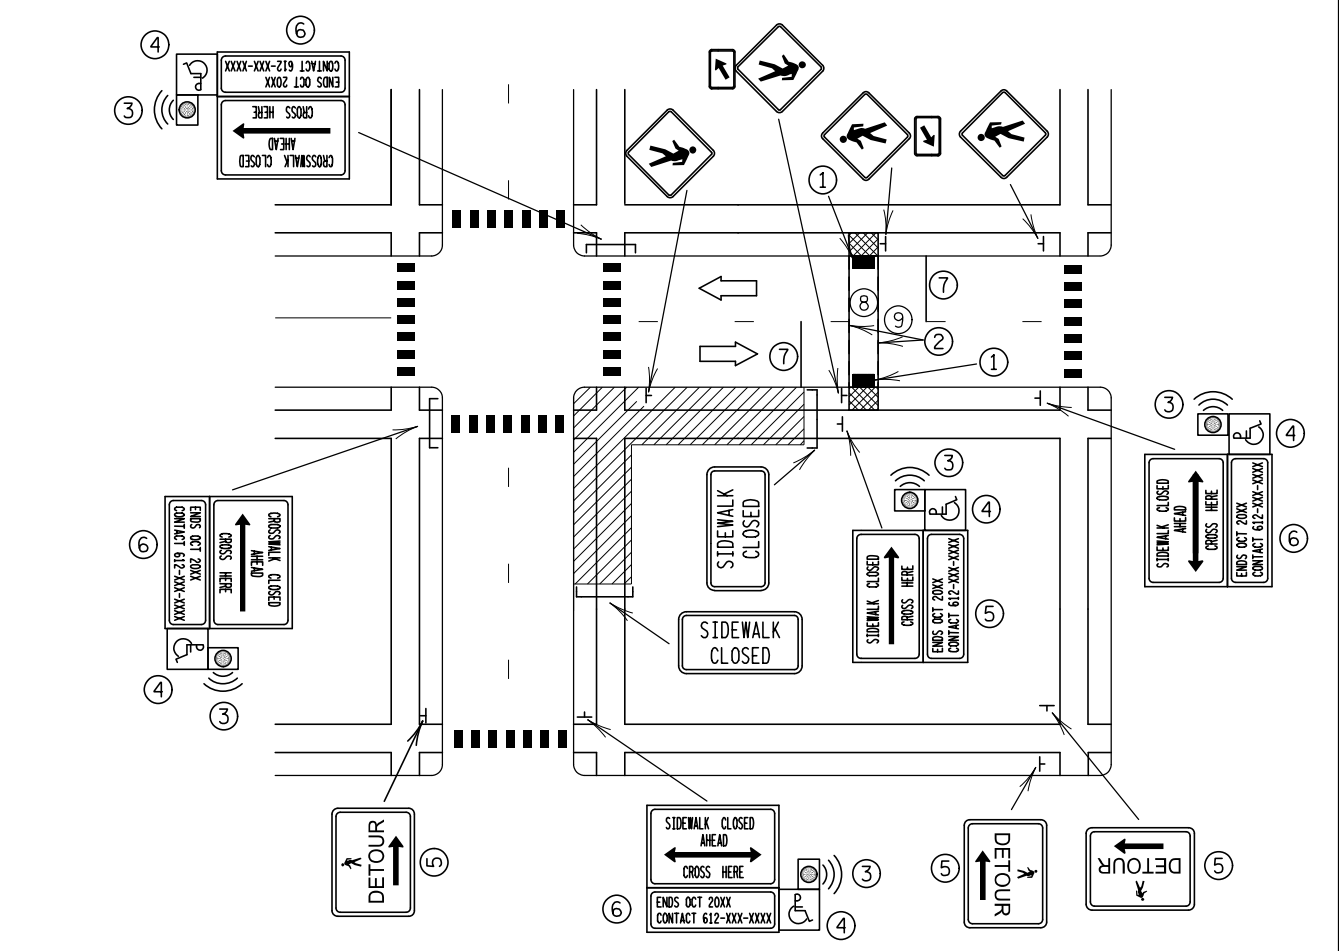 6
4
3
ENDS OCT 20XX
CONTACT 612-XXX-XXXX
CROSSWALK CLOSED
AHEAD
CROSS HERE
1
7
8
9
2
7
1
3
4
SIDEWALK CLOSED
AHEAD
CROSS HERE
ENDS OCT 20XX
CONTACT 612-XXX-XXXX
6
SIDEWALK
CLOSED
3
4
SIDEWALK CLOSED
CROSS HERE
ENDS OCT 20XX
CONTACT 612-XXX-XXXX
5
SIDEWALK
CLOSED
CROSSWALK CLOSED
AHEAD
CROSS HERE
ENDS OCT 20XX
CONTACT 612-XXX-XXXX
6
4
3
DETOUR
5
SIDEWALK CLOSED
AHEAD
CROSS HERE
ENDS OCT 20XX
CONTACT 612-XXX-XXXX
6
3
4
5
DETOUR
DETOUR
5